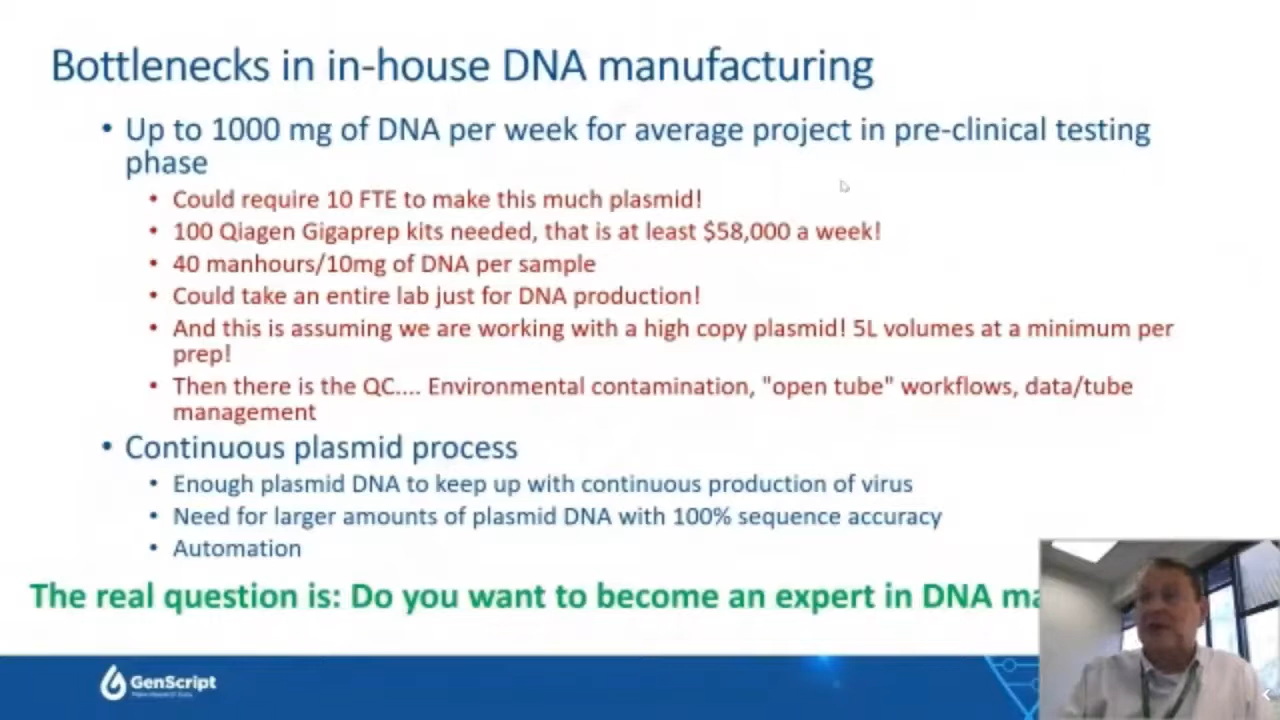 Bottlenecks in in-house DNA manufacturing
• Up to 1000 mg of DNA per week for average project in pre-clinical testing
phase
• Could require 10 FTE to make this much plasmid!
• 100 Qiagen Gigaprep kits needed, that is at least $58,000 a week!
• 40 manhours/10mg of DNA per sample
• Could take an entire lab just for DNA production!
• And this is assuming we are working with a high copy plasmid! 5L volumes at a minimum per
prep!
• Then there is the QC.... Environmental contamination, "open tube" workflows, data/tube
management
• Continuous plasmid process
• Enough plasmid DNA to keep up with continuous production of virus
• Need for larger amounts of plasmid DNA with 100% sequence accuracy
• Automation
The real question is: Do you want to become an expert in DNA ma
GenScript